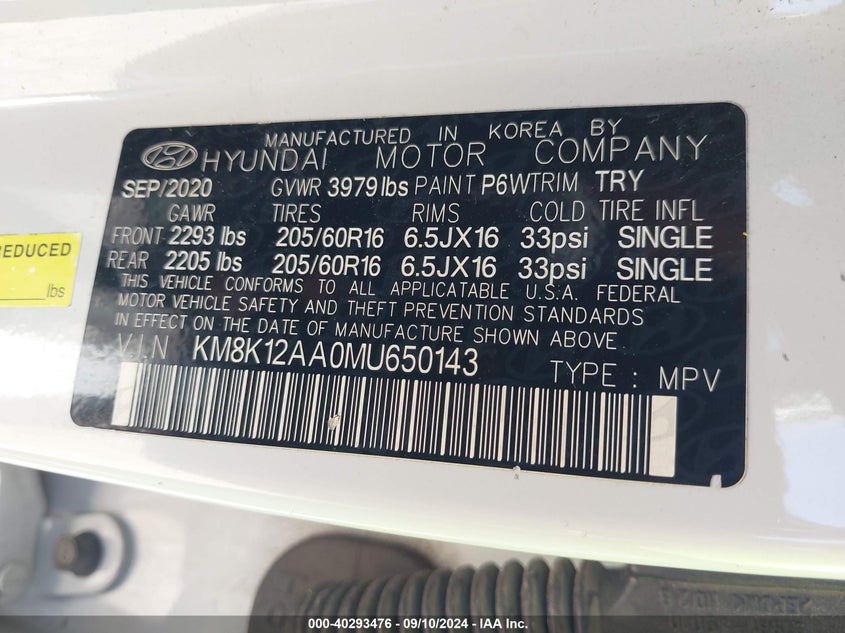 MANUFACTURED IN KOREA BY
HYUNDAI MOTOR COMPANY
SEP/2020 GVWR 3979 lbs PAINT P6W TRIM TRY
GAWR TIRES RIMS COLD TIRE INFL
FRONT 2293 lbs 205/60R16 6.5JX16 33psi SINGLE
REAR 2205 lbs 205/60R16 6.5JX16 33psi SINGLE
THIS VEHICLE CONFORMS TO ALL APPLICATABLE U.S.A. FEDERAL
MOTOR VEHICLE SAFETY AND THEFT PREVENTION STANDARDS
IN EFFECT ON THE DATE OF MANUFACTURE SHOWN ABOVE.
V.I.N KM8K12AA0MU650143
TYPE : MPV
REDUCED
lbs
000-40293476 - 09/10/2024 - IAA Inc.